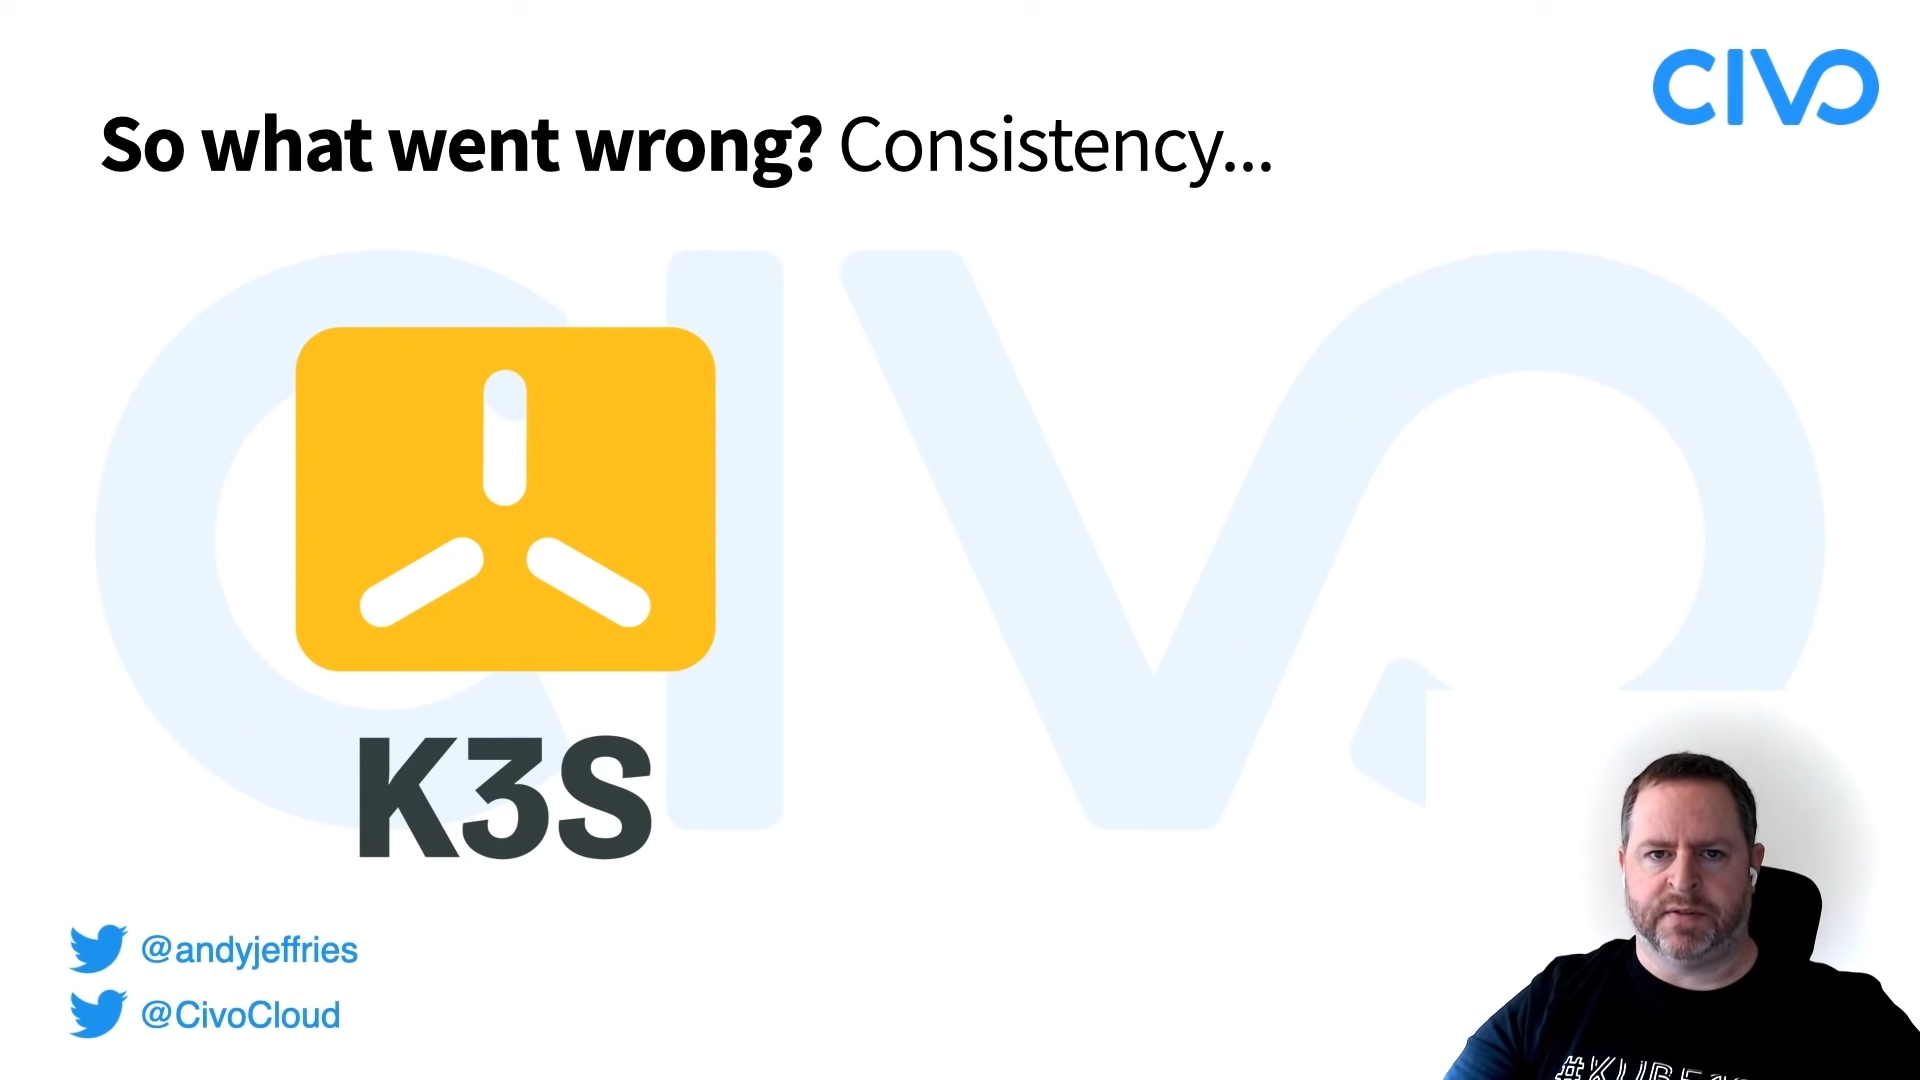 CIVO
So what went wrong? Consistency...
K3S
@andyjeffries
@CivoCloud